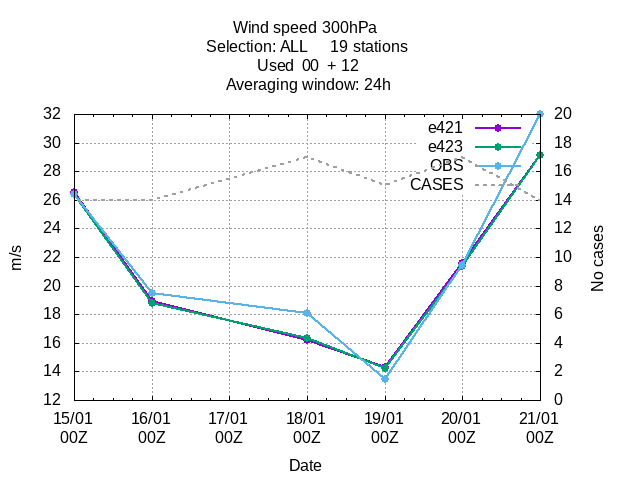 Wind speed 300hPa
Selection: ALL     19 stations
Used  00  + 12
Averaging window: 24h
32
30
28
26
24
22
20
18
16
14
12
m/s
e421
e423
OBS
CASES
20
18
16
14
12
10
8
6
4
2
0
No cases
15/01 16/01 17/01 18/01 19/01 20/01 21/01
00Z 00Z 00Z 00Z 00Z 00Z 00Z
Date